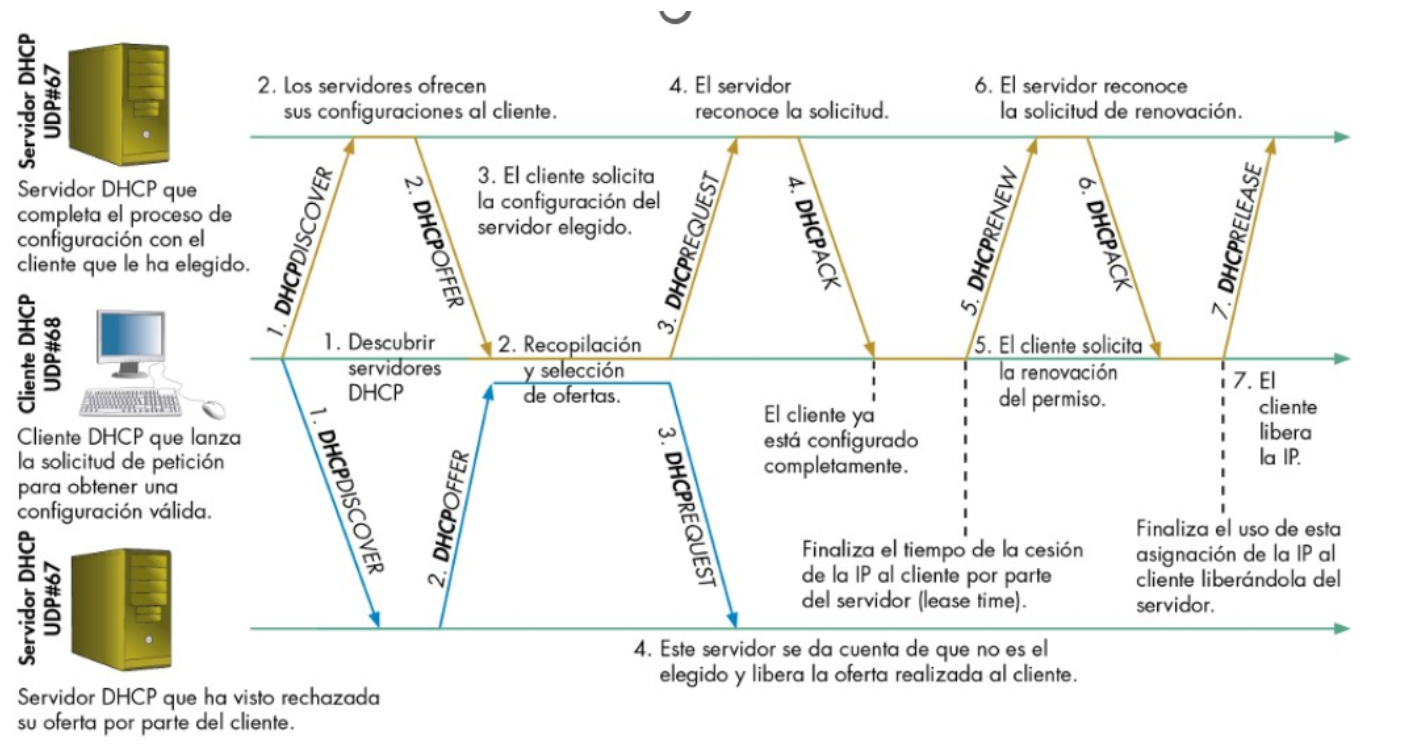 Servidor DHCP
UDP#67
Servidor DHCP que
completa el proceso de
configuración con el
cliente que le ha elegido.
Cliente DHCP
UDP#68
Cliente DHCP que lanza
la solicitud de petición
para obtener una
configuración válida.
Servidor DHCP
UDP#67
Servidor DHCP que ha visto rechazada
su oferta por parte del cliente.
2. Los servidores ofrecen
sus configuraciones al cliente.
4. El servidor
reconoce la solicitud.
6. El servidor reconoce
la solicitud de renovación.
1. DHCPDISCOVER
2. DHCPOFFER
3. El cliente solicita
la configuración del
servidor elegido.
3. DHCPREQUEST
4. DHCPACK
5. DHCPRENEW
6. DHCPACK
7. DHCPRELEASE
1. Descubrir
servidores
DHCP
2. Recopilación
y selección
de ofertas.
5. El cliente solicita
la renovación
del permiso.
7. El
cliente
libera
la IP.
1. DHCPDISCOVER
2. DHCPOFFER
3. DHCPREQUEST
El cliente ya
está configurado
completamente.
Finaliza el tiempo de la cesión
de la IP al cliente por parte
del servidor (lease time).
Finaliza el uso de esta
asignación de la IP al
cliente liberándola del
servidor.
4. Este servidor se da cuenta de que no es el
elegido y libera la oferta realizada al cliente.